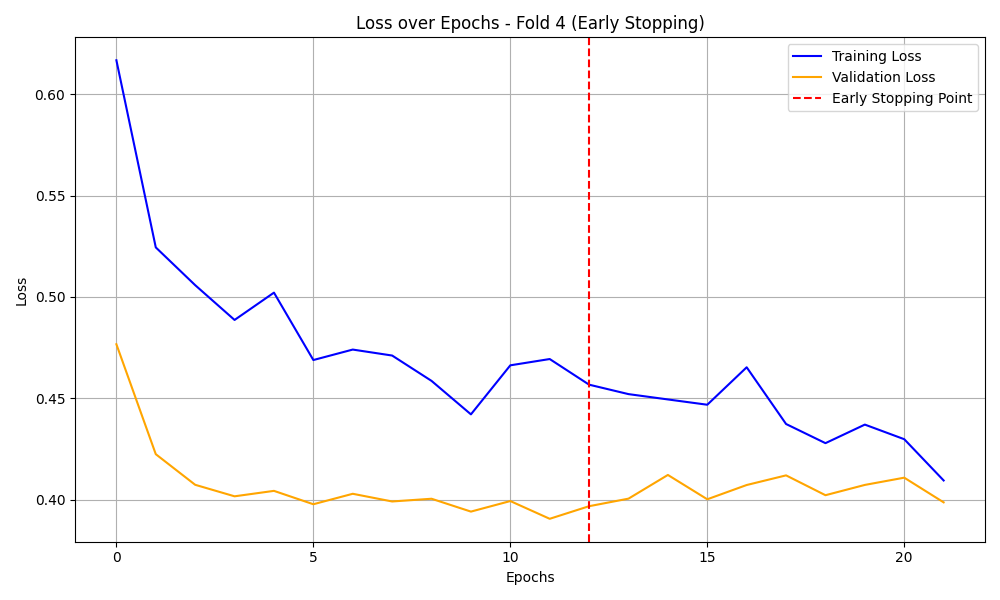 Loss over Epochs - Fold 4 (Early Stopping)
Training Loss
Validation Loss
Early Stopping Point
0.60
0.55
0.50
0.45
0.40
Loss
0 5 10 15 20
Epochs